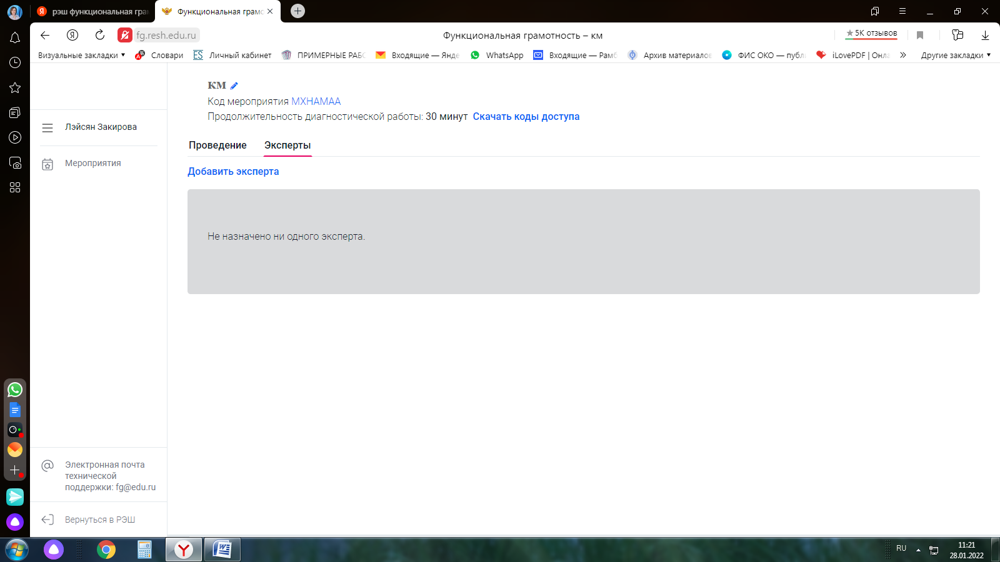 рэш функциональная гра
Функциональная грамо
fg.resh.edu.ru
Функциональная грамотность – км
5К отзывов
Визуальные закладки
Словари
ES Личный кабинет
ПРИМЕРНЫЕ РАБО
Входящие — Янде
WhatsApp
Входящие — Рамб
Архив материалов
ФИС ОКО — публ
iLovePDF | Онла
Другие закладки
км
Код мероприятия MXHAMAA
Продолжительность диагностической работы: 30 минут Скачать коды доступа
Лэйсян Закирова
Мероприятия
Проведение Эксперты
Добавить эксперта
Не назначено ни одного эксперта.
Электронная почта
технической
поддержки: fg@edu.ru
Вернуться в РЭШ
RU
11:21
28.01.2022